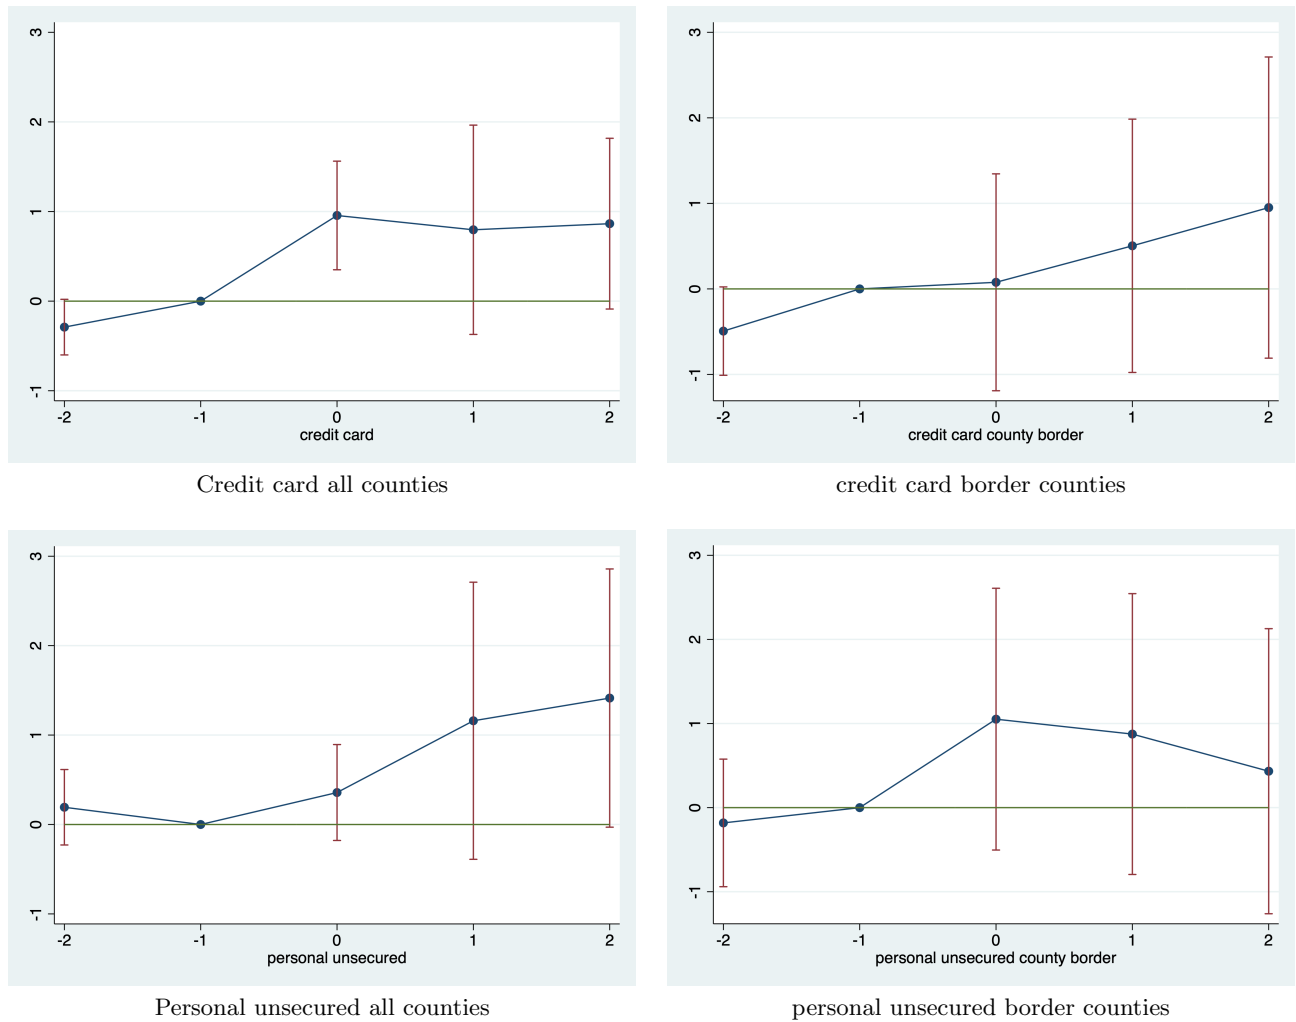 3
2
1
0
-1
-2 -1 0 1 2
credit card
Credit card all counties
3
2
1
0
-1
-2 -1 0 1 2
credit card county border
credit card border counties
3
2
1
0
-1
-2 -1 0 1 2
personal unsecured
Personal unsecured all counties
3
2
1
0
-1
-2 -1 0 1 2
personal unsecured county border
personal unsecured border counties